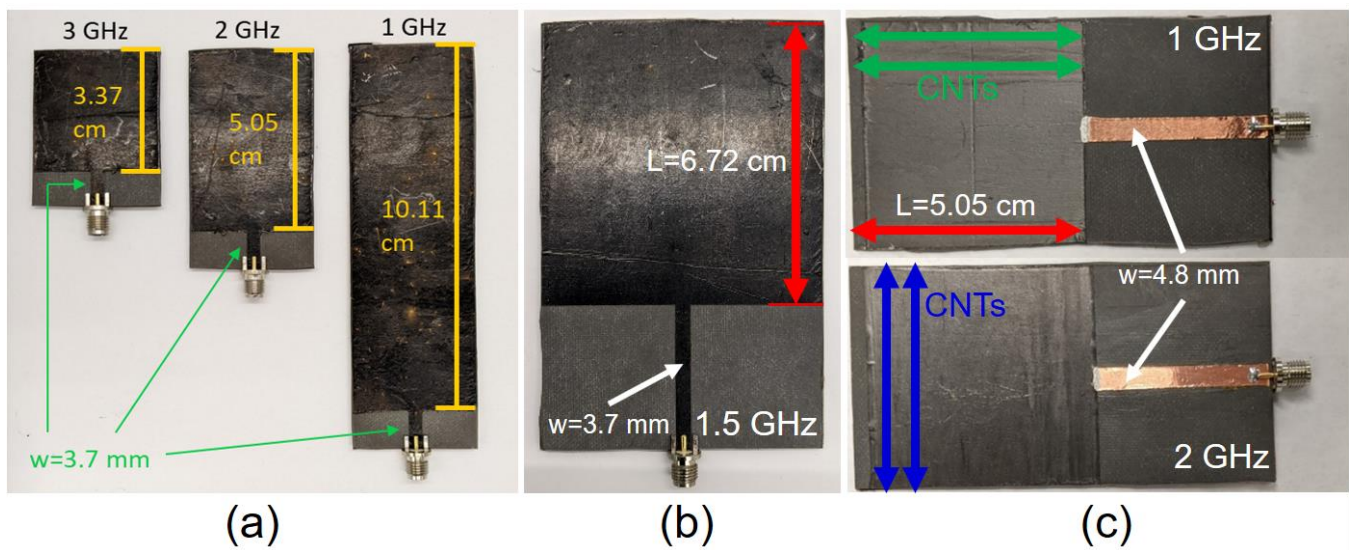 3 GHz
2 GHz
1 GHz
3.37
cm
5.05
cm
10.11
cm
w=3.7 mm
(a)
L=6.72 cm
w=3.7 mm
1.5 GHz
(b)
1 GHz
CNTs
L=5.05 cm
w=4.8 mm
CNTs
2 GHz
(c)